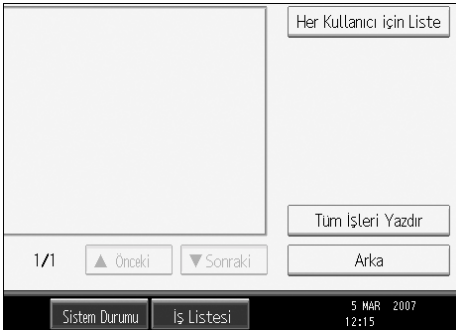 Her Kullanıcı için Liste
Tüm İşleri Yazdır
1/1 ▲ Önceki ▼ Sonraki Arka
Sistem Durumu İş Listesi 5 MAR 2007
12:15